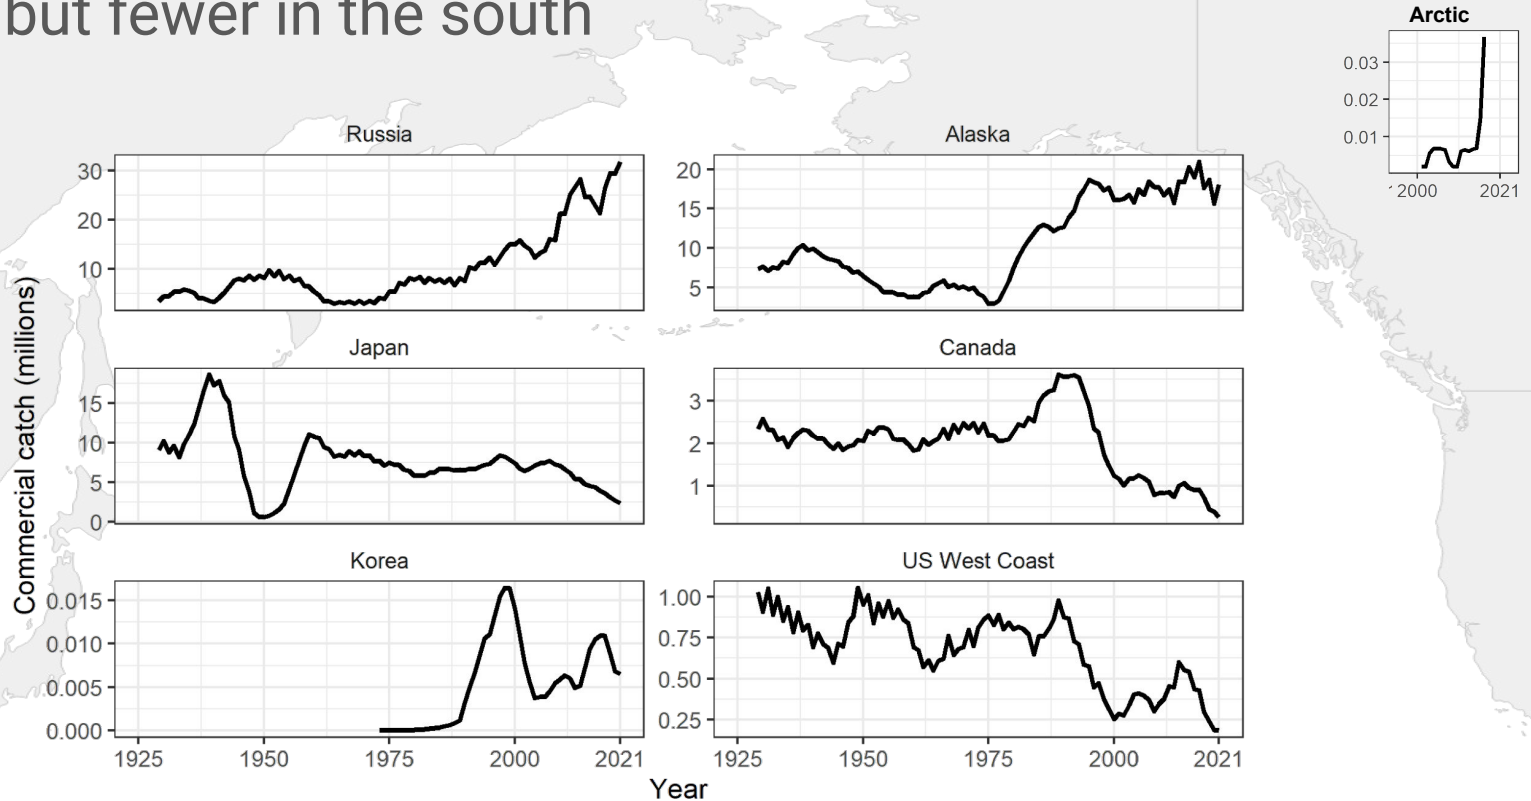 but fewer in the south
Arctic
0.03
0.02
0.01
2000 2021
Russia
30
20
10
Alaska
20
15
10
5
Japan
15
10
5
0
Canada
3
2
1
Korea
0.015
0.010
0.005
0.000
1925 1950 1975 2000 2021
US West Coast
1.00
0.75
0.50
0.25
1925 1950 1975 2000 2021
Commercial catch (millions)
Year